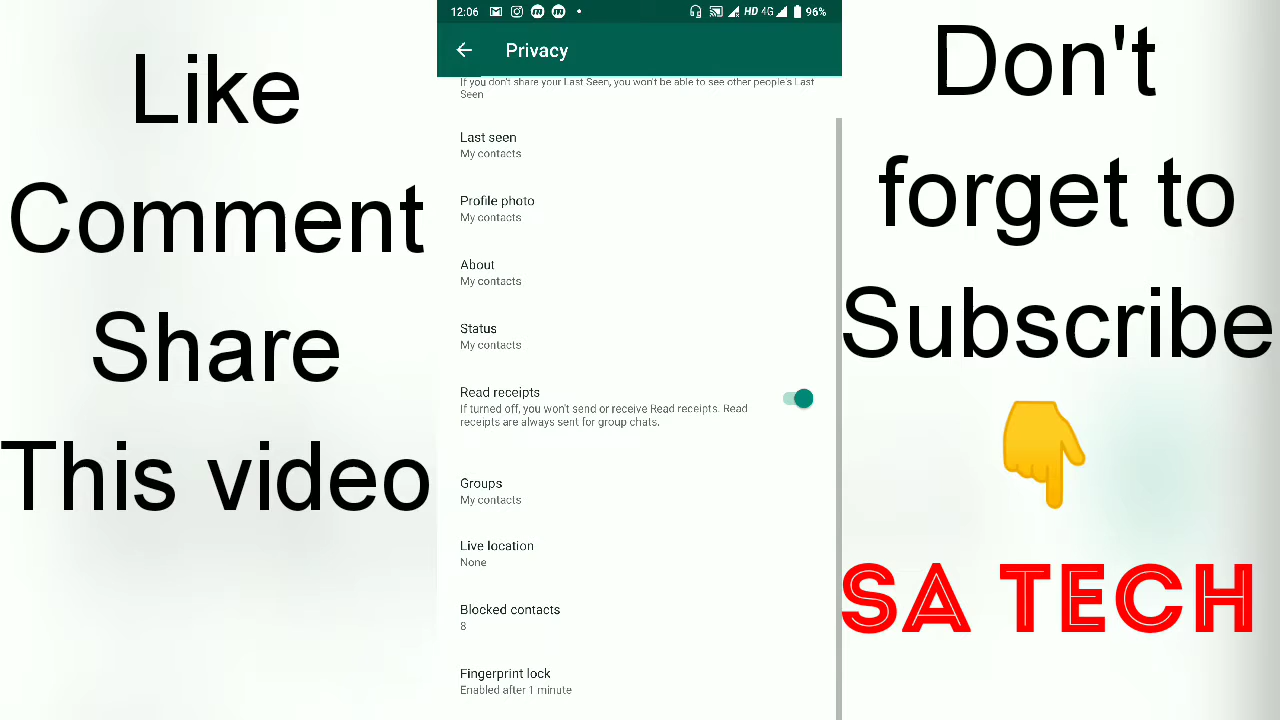 Like
Comment
Share
This video
12:06 HD 4G 96%
Privacy
If you don't share your Last Seen, you won't be able to see other people's Last
Seen
Last seen
My contacts
Profile photo
My contacts
About
My contacts
Status
My contacts
Read receipts
If turned off, you won't send or receive Read receipts. Read
receipts are always sent for group chats.
Groups
My contacts
Live location
None
Blocked contacts
8
Fingerprint lock
Enabled after 1 minute
Don't
forget to
Subscribe
SA TECH